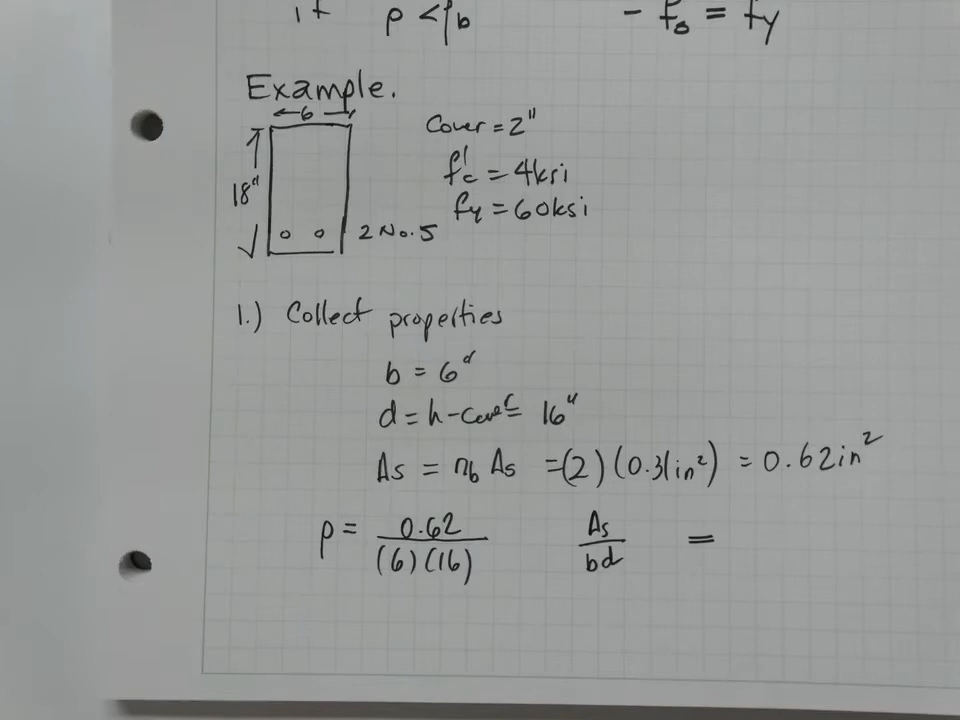 if ρ < ρb - fs = fy
Example.
6
Cover = 2"
18"
f'c = 4ksi
fy = 60ksi
2 No. 5
1.) Collect properties
b = 6"
d = h - cover = 16"
As = nb As = (2)(0.31in²) = 0.62in²
ρ = 0.62/(6)(16) As/bd =